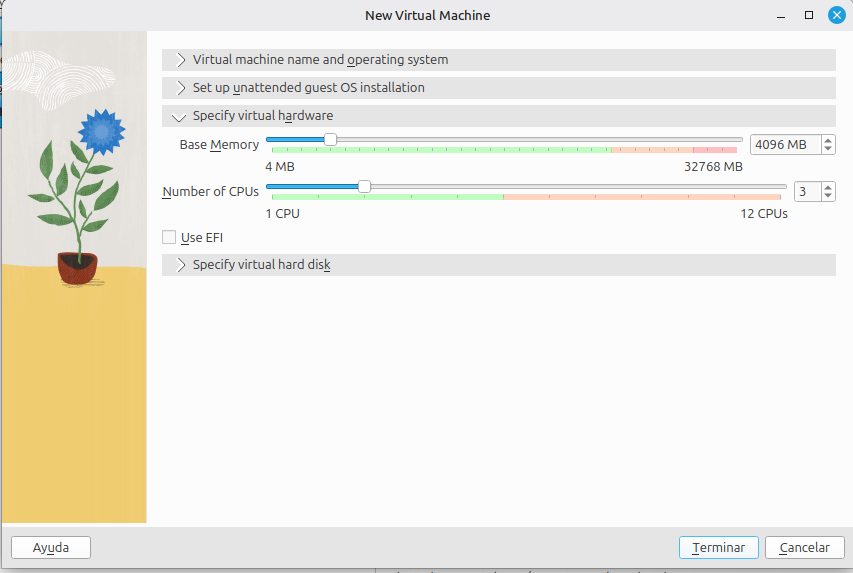 New Virtual Machine
Virtual machine name and operating system
Set up unattended guest OS installation
Specify virtual hardware
Base Memory
4096 MB
4 MB
32768 MB
Number of CPUs
3
1 CPU
12 CPUs
Use EFI
Specify virtual hard disk
Ayuda
Terminar
Cancelar